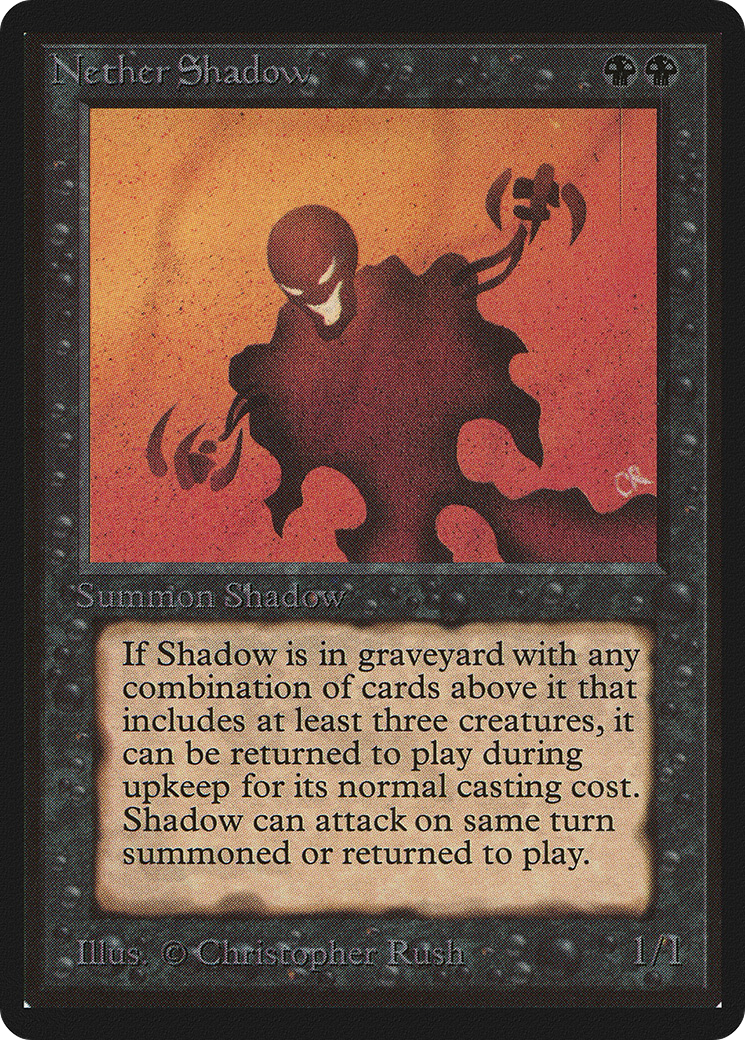 Nether Shadow
CR
Summon Shadow
If Shadow is in graveyard with any
combination of cards above it that
includes at least three creatures, it
can be returned to play during
upkeep for its normal casting cost.
Shadow can attack on same turn
summoned or returned to play.
Illus. © Christopher Rush 1/1